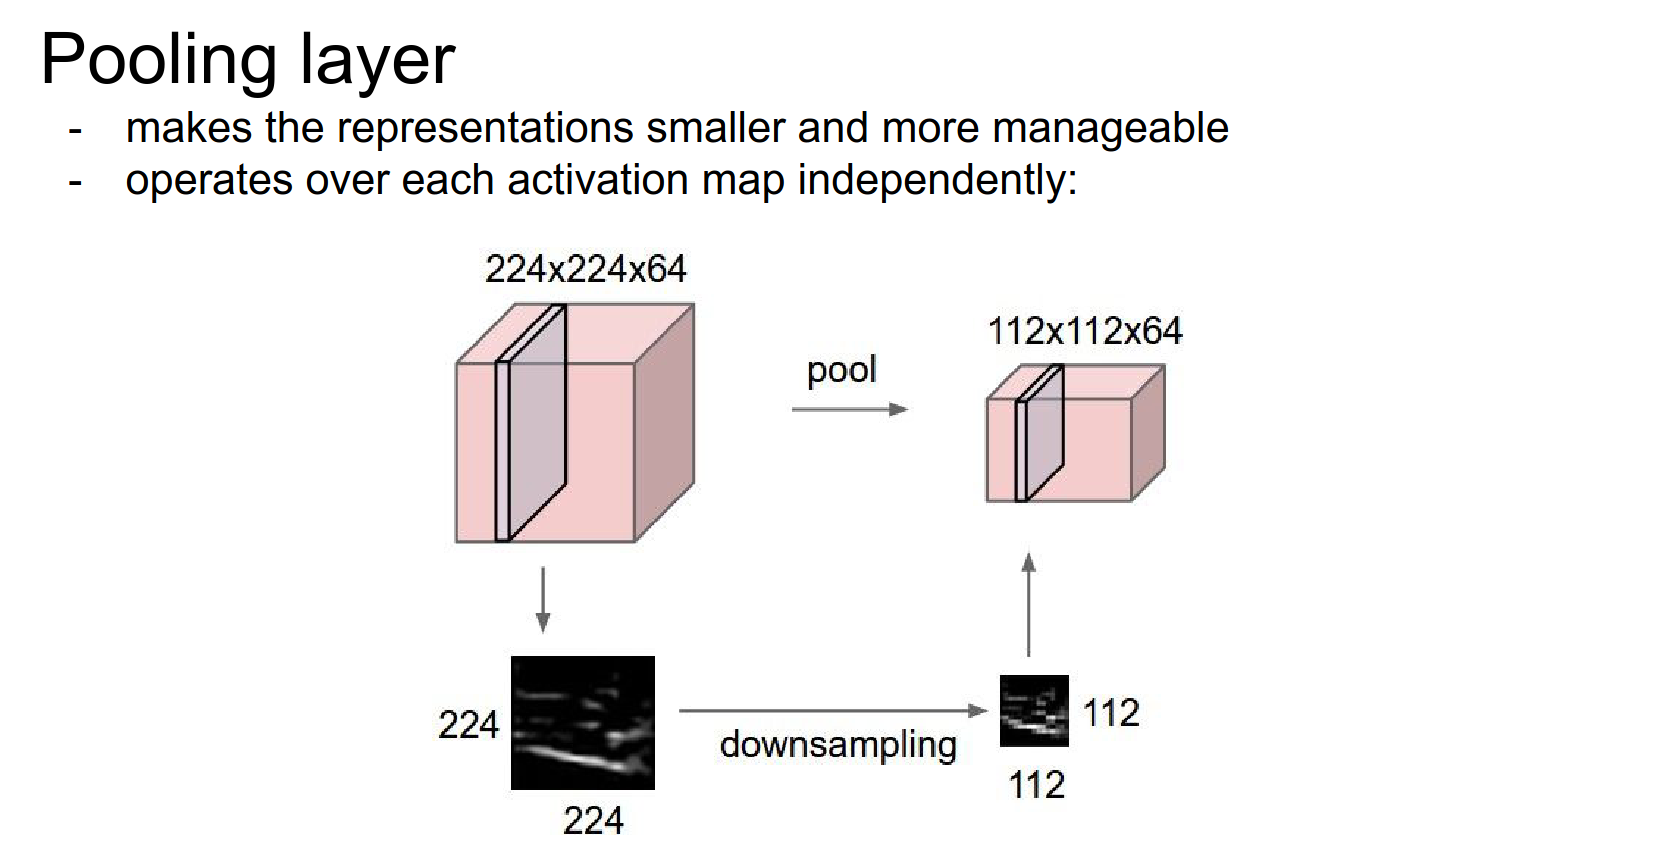 Pooling layer
- makes the representations smaller and more manageable
- operates over each activation map independently:
224x224x64
112x112x64
pool
224
112
downsampling
112
224